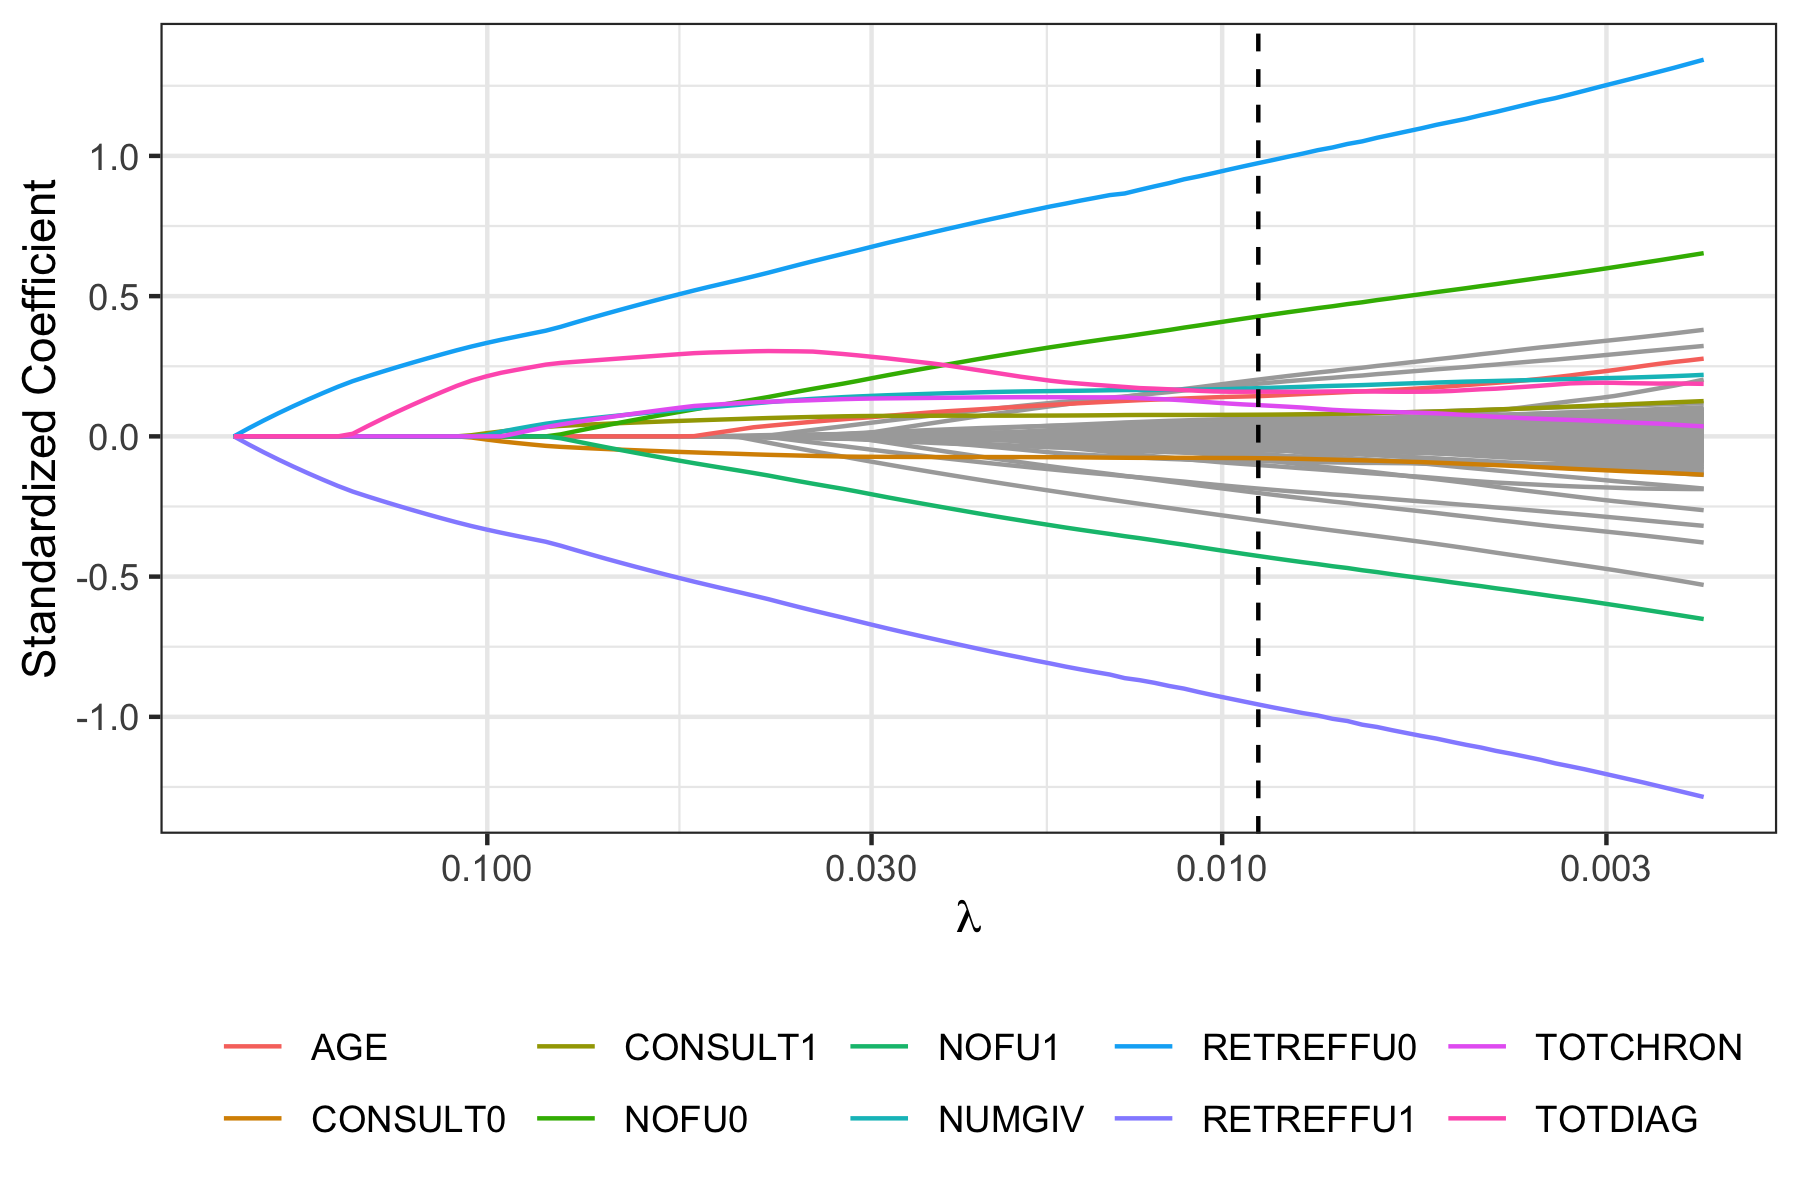 Standardized Coefficient
1.0
0.5
0.0
-0.5
-1.0
0.100 0.030 0.010 0.003
λ
AGE CONSULT1 NOFU1 RETREFFU0 TOTCHRON
CONSULT0 NOFU0 NUMGIV RETREFFU1 TOTDIAG